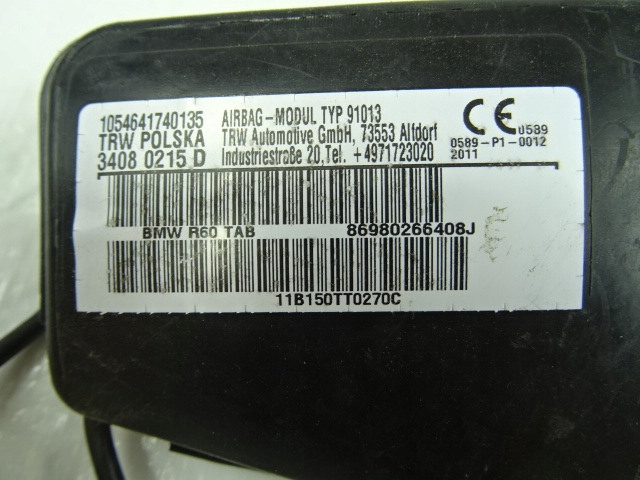 1054641740135 AIRBAG-MODUL TYP 91013
TRW POLSKA TRW Automotive GmbH, 73553 Altdorf
3408 0215 D Industriestraße 20,Tel. +4971723020
CE 0589
0589-P1-0012
2011
BMW R60 TAB 86980266408J
11B150TT0270C